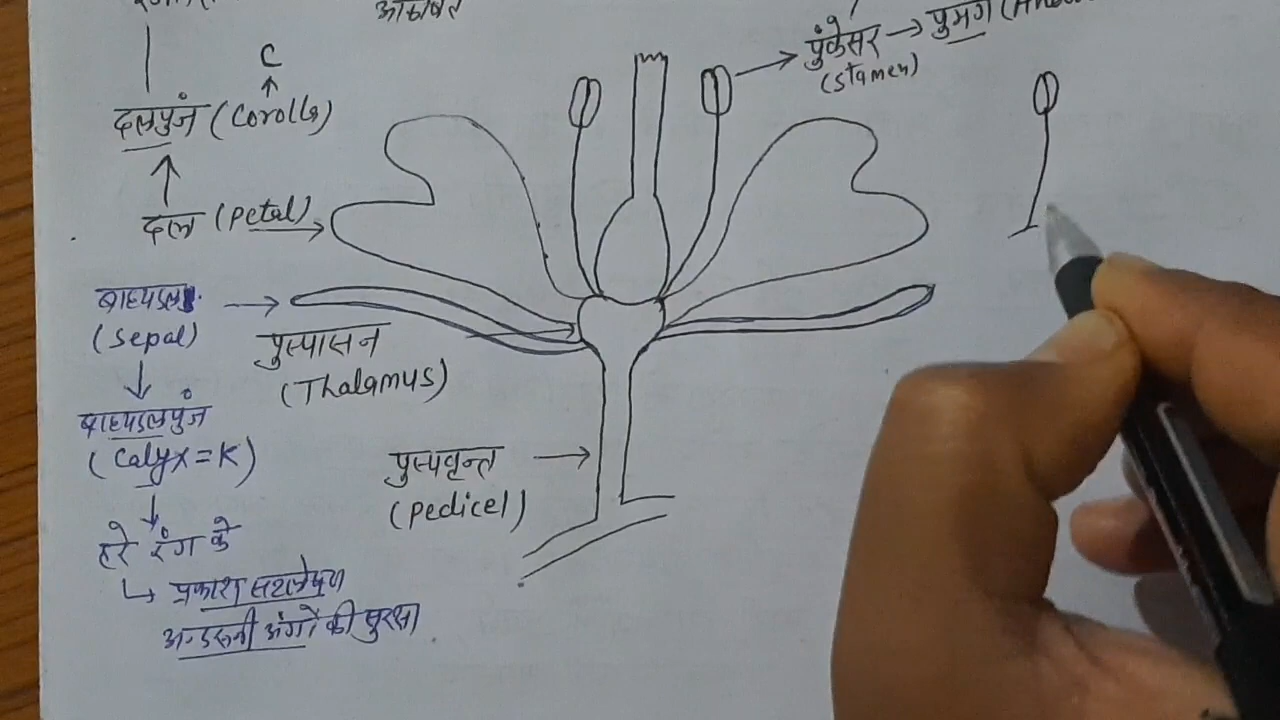 C
दलपुंज (Corolla)
दल (Petal)
बाह्यदल
(Sepal)
बाह्यदलपुंज
(Calyx=K)
हरे रंग के
प्रकाश संश्लेषण
अन्दरूनी अंगों की सुरक्षा
पुष्पासन
(Thalamus)
पुष्पवृन्त
(Pedicel)
पुंकेसर → पुमंग
(Stamen)